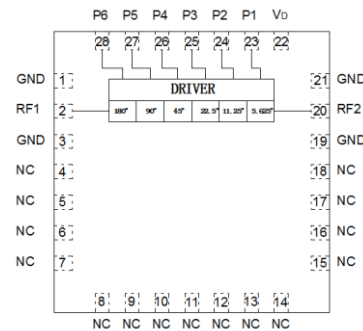 P6 P5 P4 P3 P2 P1 VD
28 27 26 25 24 23 22
GND 1 21 GND
DRIVER
RF1 2 180° 90° 45° 22.5° 11.25° 5.625° 20 RF2
GND 3 19 GND
NC 4 18 NC
NC 5 17 NC
NC 6 16 NC
NC 7 15 NC
8 9 10 11 12 13 14
NC NC NC NC NC NC NC